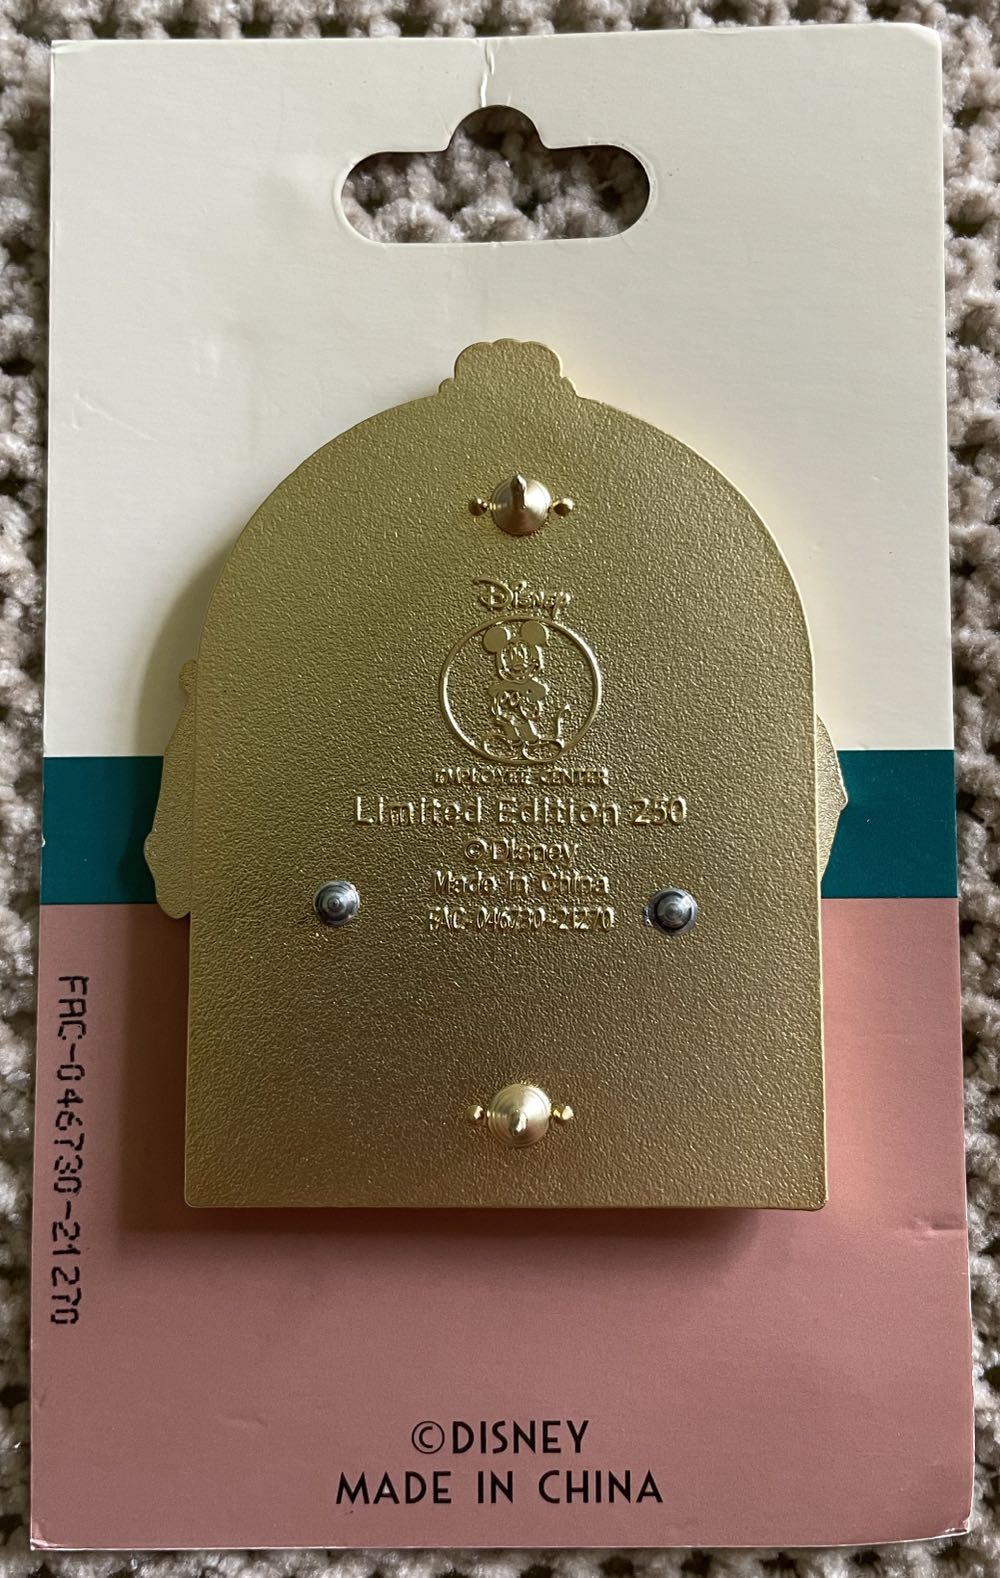 Disney
EMPLOYEE CENTER
Limited Edition 250
©Disney
Made in China
FAC-046730-21270
FAC-046730-21270
©DISNEY
MADE IN CHINA